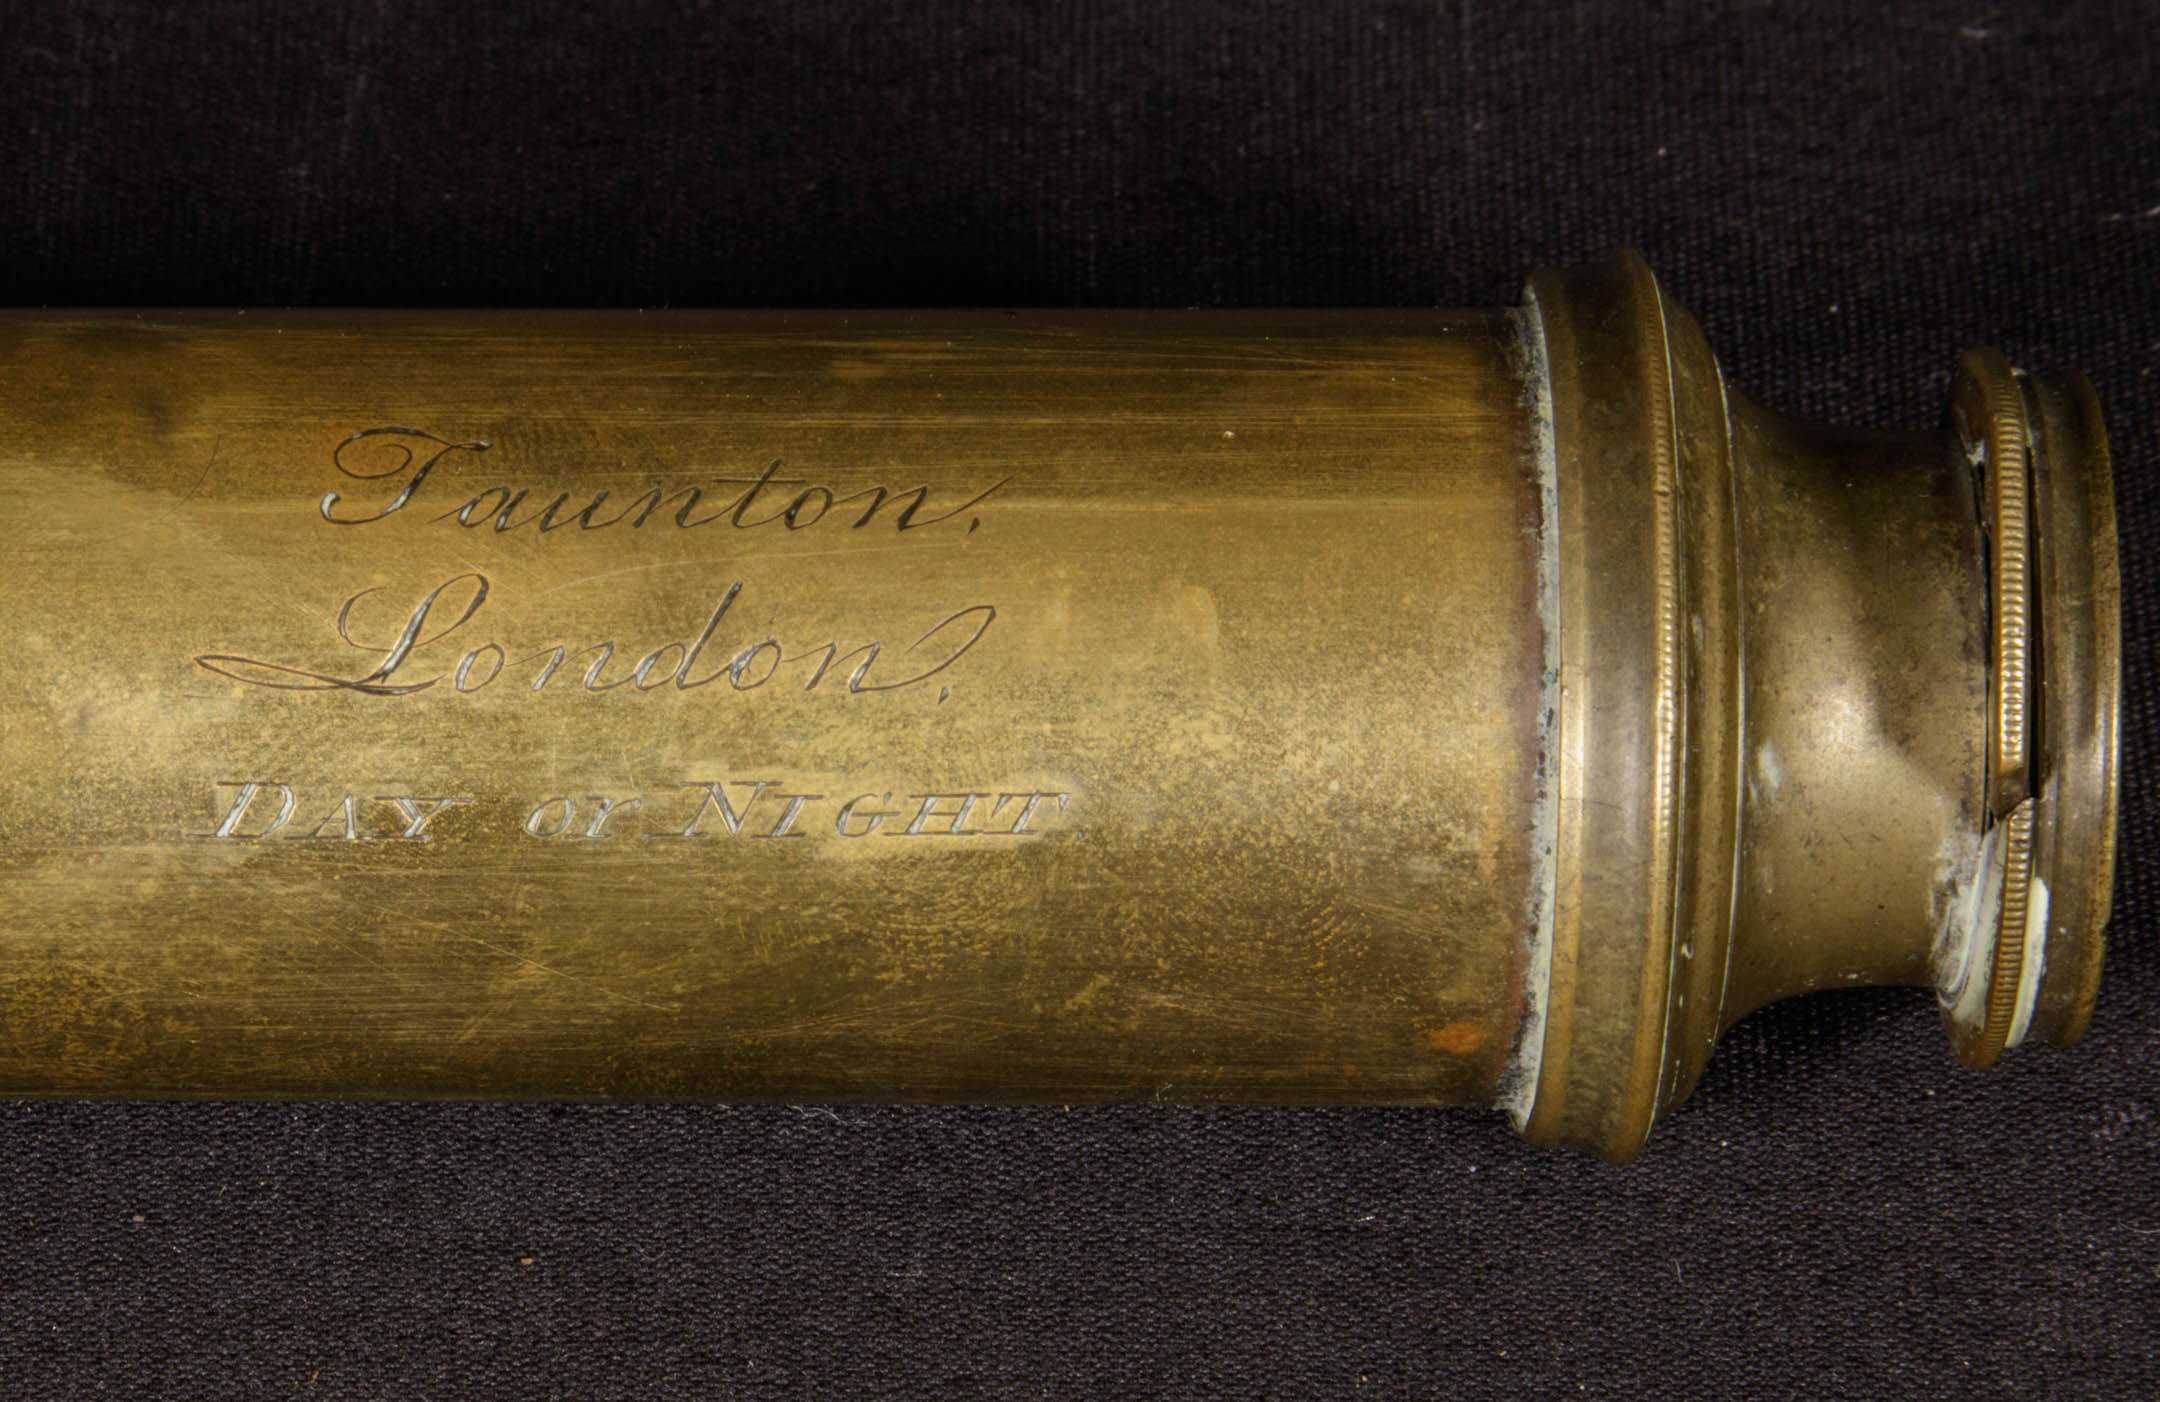 Taunton,
London,
DAY or NIGHT.